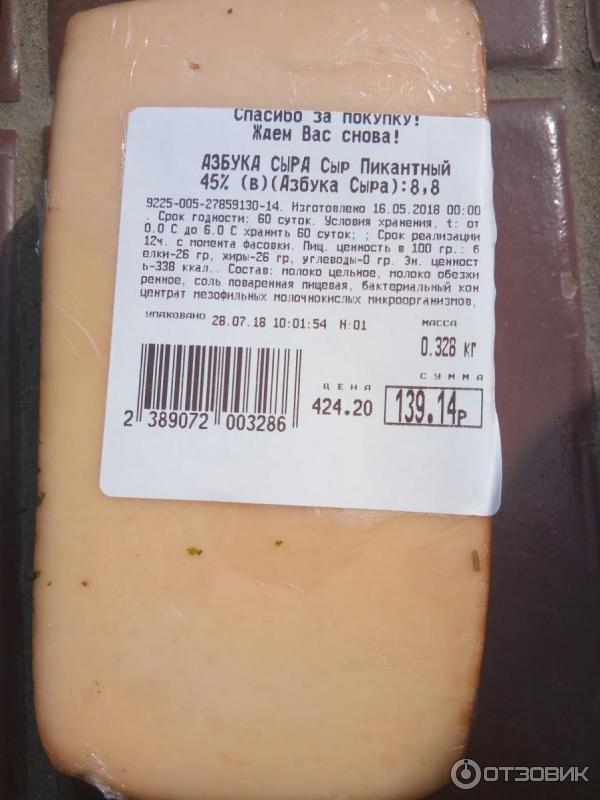 Спасибо за покупку!
Ждем Вас снова!
АЗБУКА СЫРА Сыр Пикантный
45% (в)(Азбука Сыра):8,8
9225-005-27859130-14. Изготовлено 16.05.2018 00:00
. Срок годности: 60 суток. Условия хранения, t: от
0.0 С до 6.0 С хранить 60 суток; ; Срок реализации
12ч. с момента фасовки. Пищ. ценность в 100 гр.: б
елки-26 гр, жиры-26 гр, углеводы-0 гр. Эн. ценност
ь-338 ккал.. Состав: молоко цельное, молоко обезжи
ренное, соль поваренная пищевая, бактериальный кон
центрат мезофильных молочнокислых микроорганизмов,
УПАКОВАНО 28.07.18 10:01:54 N:01
МАССА
0.328 кг
ЦЕНА
424.20
СУММА
139.14р
2 389072 003286
ОТЗОВИК